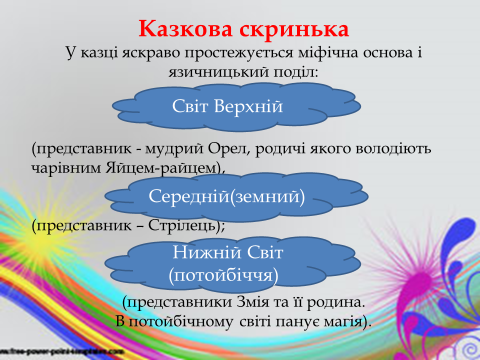 Казкова скринька
У казці яскраво простежується міфічна основа і
язичницький поділ:
Світ Верхній
(представник - мудрий Орел, родичі якого володіють
чарівним Яйцем-райцем),
Середній(земний)
(представник – Стрілець);
Нижній Світ
(потойбіччя)
(представники Змія та її родина.
В потойбічному світі панує магія).
www.free-power-point-templates.com